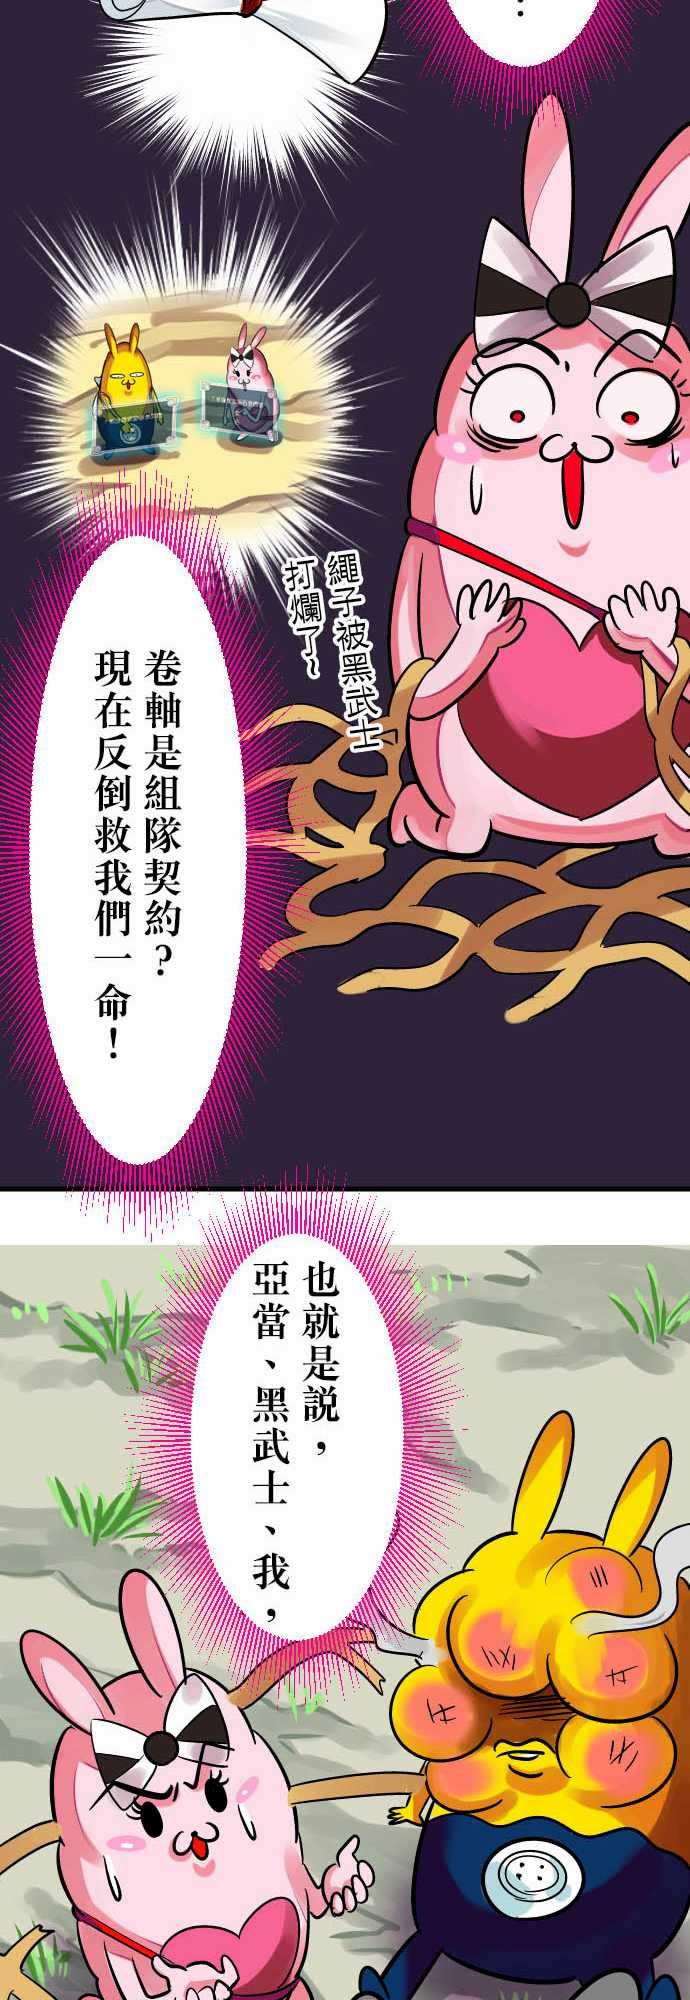 繩子被黑武士
打爛了~
卷軸是組隊契約？
現在反倒救我們一命！
也就是說，
亞當、黑武士、我，